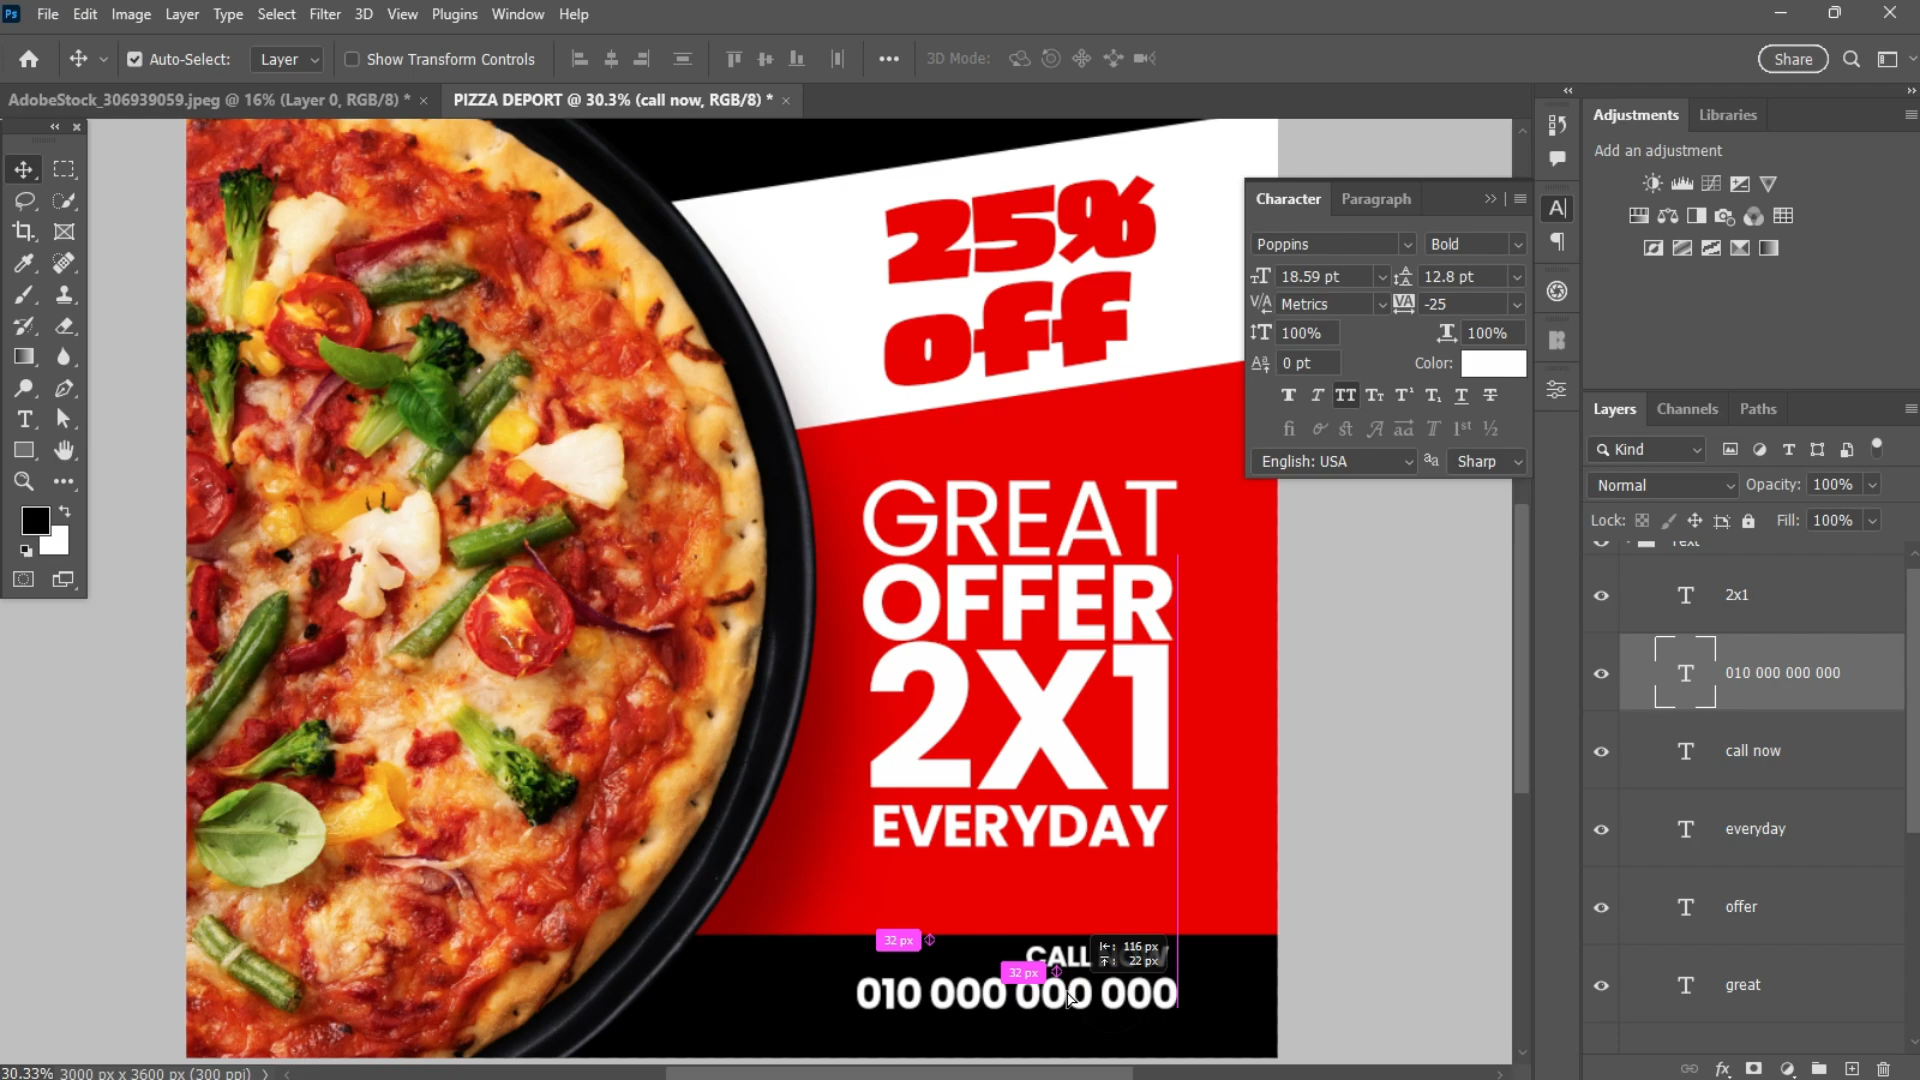 Ps File Edit Image Layer Type Select Filter 3D View Plugins Window Help
Auto-Select: Layer Show Transform Controls 3D Mode: Share
AdobeStock_306939059.jpeg @ 16% (Layer 0, RGB/8) * × PIZZA DEPORT @ 30.3% (call now, RGB/8) * ×
25%
off
GREAT
OFFER
2X1
EVERYDAY
32 px
CALL
116 px
22 px
32 px
010 000 000 000
Character Paragraph
Poppins Bold
18.59 pt 12.8 pt
Metrics -25
100% 100%
0 pt Color:
English: USA aa Sharp
Adjustments Libraries
Add an adjustment
Layers Channels Paths
Kind
Normal Opacity: 100%
Lock: Fill: 100%
Text
2x1
010 000 000 000
call now
everyday
offer
great
30.33% 3000 px x 3600 px (300 ppi)